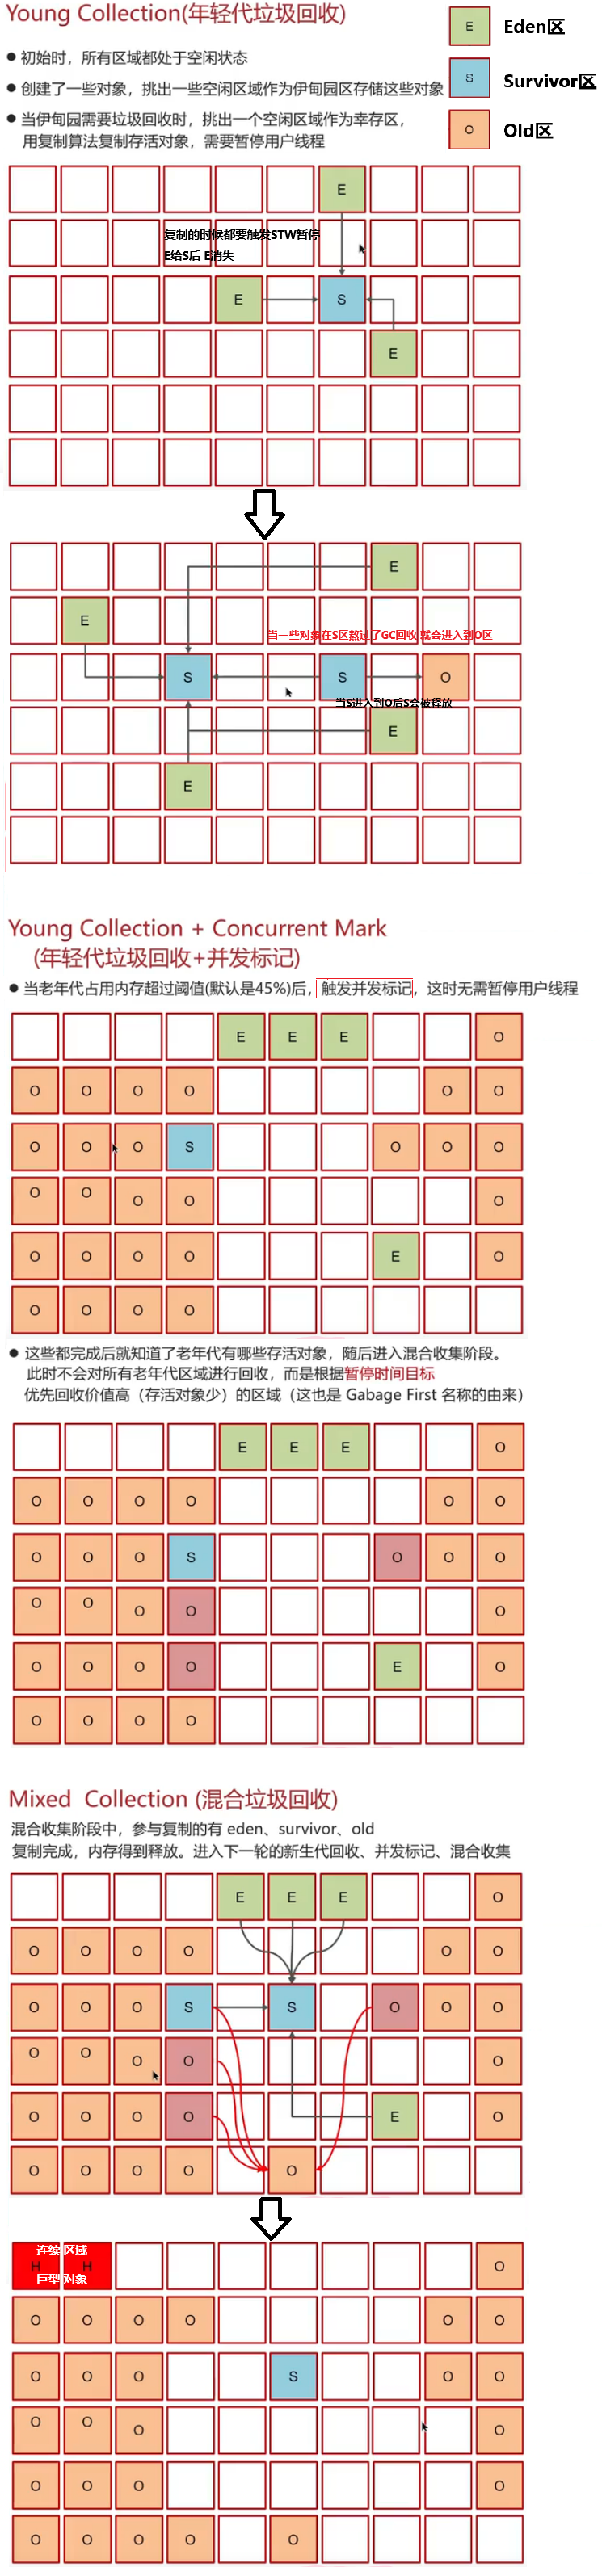 Young Collection(年轻代垃圾回收)
E Eden区
● 初始时，所有区域都处于空闲状态
● 创建了一些对象，挑出一些空闲区域作为伊甸园区存储这些对象
S Survivor区
● 当伊甸园需要垃圾回收时，挑出一个空闲区域作为幸存区，
用复制算法复制存活对象，需要暂停用户线程
O Old区
E
复制的时候都要触发STW暂停
E给S后 E消失
E S
E
E
E
当一些对象在S区熬过了GC回收 就会进入到O区
S S O
当S进入到O后S会被释放
E
E
Young Collection + Concurrent Mark
(年轻代垃圾回收+并发标记)
● 当老年代占用内存超过阈值(默认是45%)后，触发并发标记，这时无需暂停用户线程
E E E O
O O O O O O
O O O S O O O
O O O O O
O O O O E O
O O O O
● 这些都完成后就知道了老年代有哪些存活对象，随后进入混合收集阶段。
此时不会对所有老年代区域进行回收，而是根据暂停时间目标
优先回收价值高（存活对象少）的区域（这也是 Gabage First 名称的由来）
E E E O
O O O O O O
O O O S O O O
O O O O O
O O O O E O
O O O O
Mixed Collection (混合垃圾回收)
混合收集阶段中，参与复制的有 eden、survivor、old
复制完成，内存得到释放。进入下一轮的新生代回收、并发标记、混合收集
E E E O
O O O O O O
O O O S S O O O
O O O O O
O O O O E O
O O O O O
连续区域
H H O
巨型对象
O O O O O O
O O O S O O
O O O O
O O O O
O O O O O